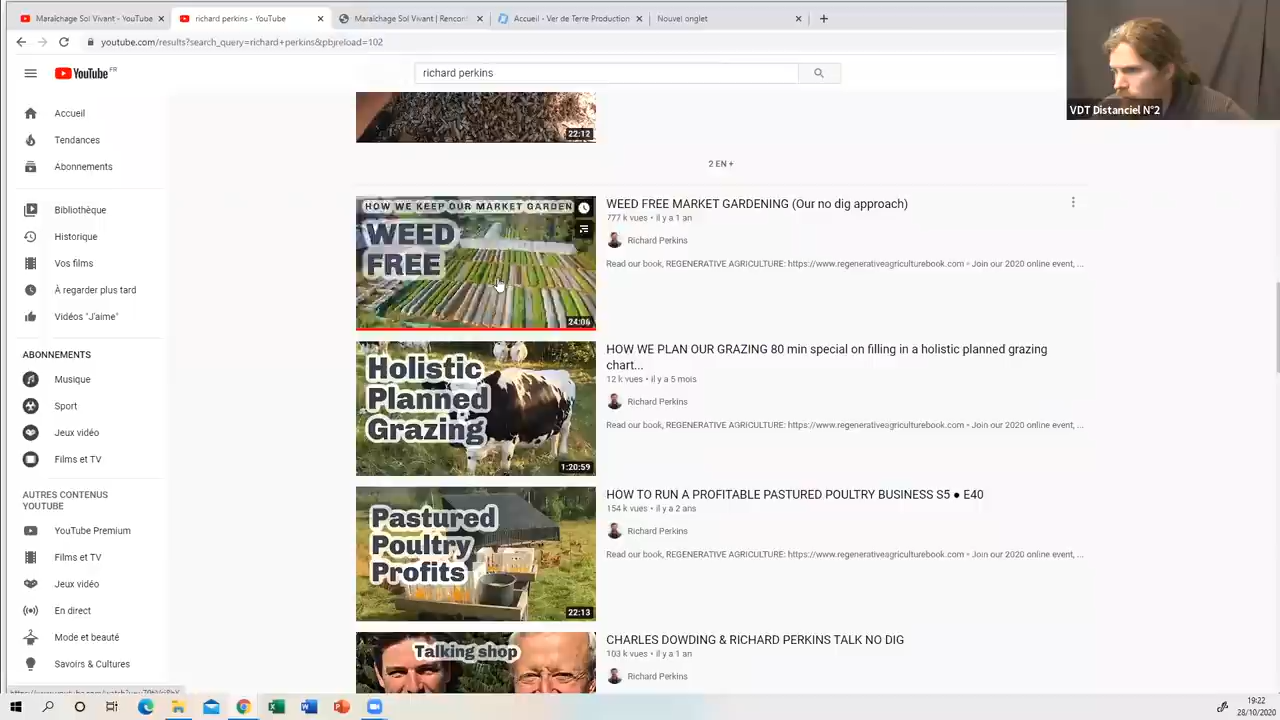 Maraîchage Sol Vivant - YouTube
richard perkins - YouTube
Maraîchage Sol Vivant | Rencont
Accueil - Ver de Terre Production
Nouvel onglet
youtube.com/results?search_query=richard+perkins&pbjreload=102
VDT Distanciel N°2
YouTube FR
richard perkins
Accueil
Tendances
Abonnements
Bibliothèque
Historique
Vos films
À regarder plus tard
Vidéos "J'aime"
ABONNEMENTS
Musique
Sport
Jeux vidéo
Films et TV
AUTRES CONTENUS
YOUTUBE
YouTube Premium
Films et TV
Jeux vidéo
En direct
Mode et beauté
Savoirs & Cultures
22:12
2 EN +
HOW WE KEEP OUR MARKET GARDEN
WEED
FREE
24:06
WEED FREE MARKET GARDENING (Our no dig approach)
777 k vues • il y a 1 an
Richard Perkins
Read our book, REGENERATIVE AGRICULTURE: https://www.regenerativeagriculturebook.com • Join our 2020 online event, ...
Holistic
Planned
Grazing
1:20:59
HOW WE PLAN OUR GRAZING 80 min special on filling in a holistic planned grazing
chart...
12 k vues • il y a 5 mois
Richard Perkins
Read our book, REGENERATIVE AGRICULTURE: https://www.regenerativeagriculturebook.com • Join our 2020 online event, ...
Pastured
Poultry
Profits
22:13
HOW TO RUN A PROFITABLE PASTURED POULTRY BUSINESS S5 ● E40
154 k vues • il y a 2 ans
Richard Perkins
Read our book, REGENERATIVE AGRICULTURE: https://www.regenerativeagriculturebook.com • Join our 2020 online event, ...
Talking shop
CHARLES DOWDING & RICHARD PERKINS TALK NO DIG
103 k vues • il y a 1 an
Richard Perkins
19:22
28/10/2020